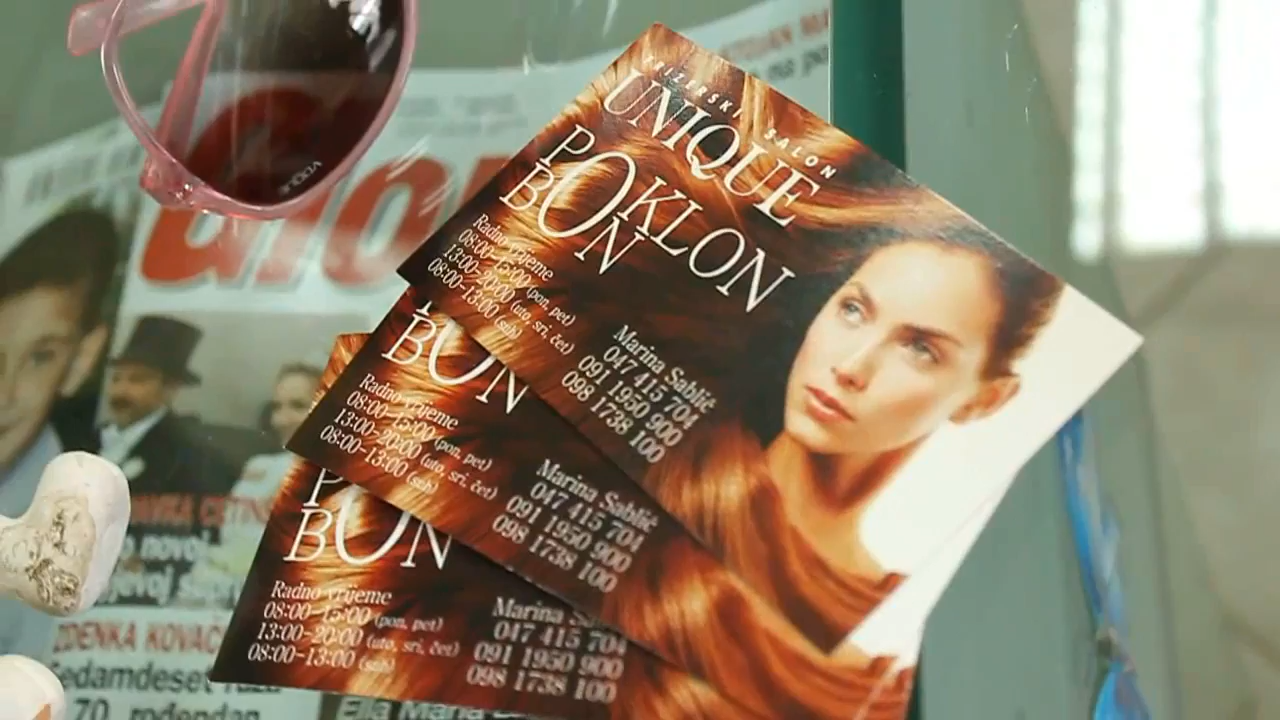 FRIZERSKI SALON
UNIQUE
POKLON
BON
Radno vrijeme
08:00-15:00 (pon, pet)
13:00-20:00 (uto, sri, čet)
08:00-13:00 (sub)
Marina Sablić
047 415 704
091 1950 900
098 1738 100
BON
Radno vrijeme
08:00-15:00 (pon, pet)
13:00-20:00 (uto, sri, čet)
08:00-13:00 (sub)
Marina Sablić
047 415 704
091 1950 900
098 1738 100
BON
Radno vrijeme
08:00-15:00 (pon, pet)
13:00-20:00 (uto, sri, čet)
08:00-13:00 (sub)
Marina
047 415 704
091 1950 900
098 1738 100
VOGUE
novoj
ZDENKA
Sedamdeset ruža
70. rođendan